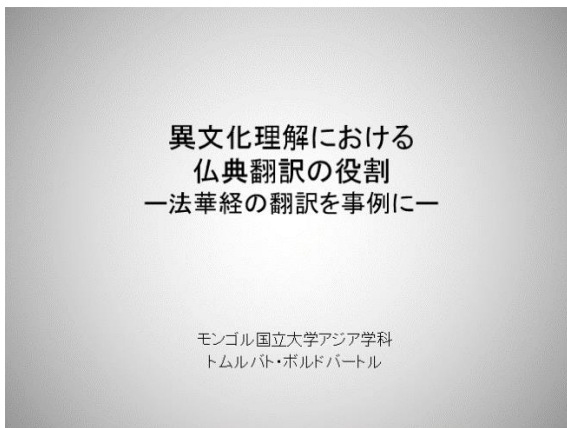 異文化理解における
仏典翻訳の役割
ー法華経の翻訳を事例にー
モンゴル国立大学アジア学科
トムルバト・ボルドバートル